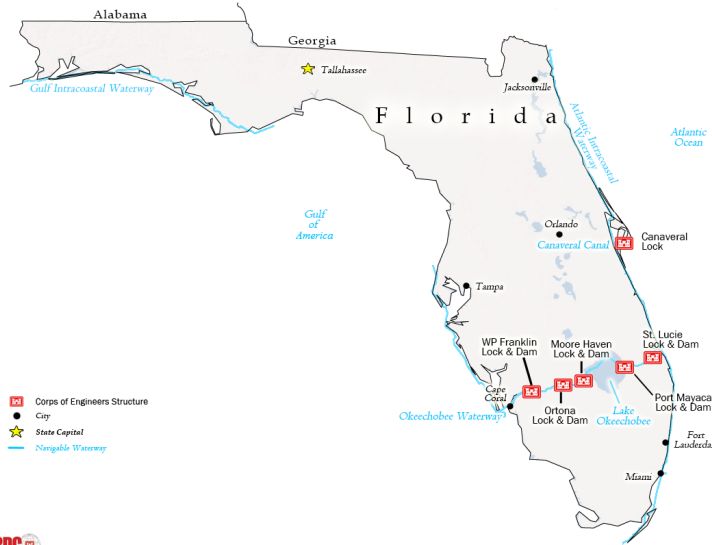 Alabama
Georgia
Tallahassee
Gulf Intracoastal Waterway
Jacksonville
Florida
Atlantic Intracoastal
Waterway
Atlantic
Ocean
Gulf
of
America
Orlando
Canaveral Canal
Canaveral
Lock
Tampa
St. Lucie
Lock & Dam
WP Franklin
Lock & Dam
Moore Haven
Lock & Dam
Cape
Coral
Port Mayaca
Lock & Dam
Okeechobee Waterway
Ortona
Lock & Dam
Lake
Okeechobee
Fort
Lauderda
Miami
Corps of Engineers Structure
City
State Capital
Navigable Waterway